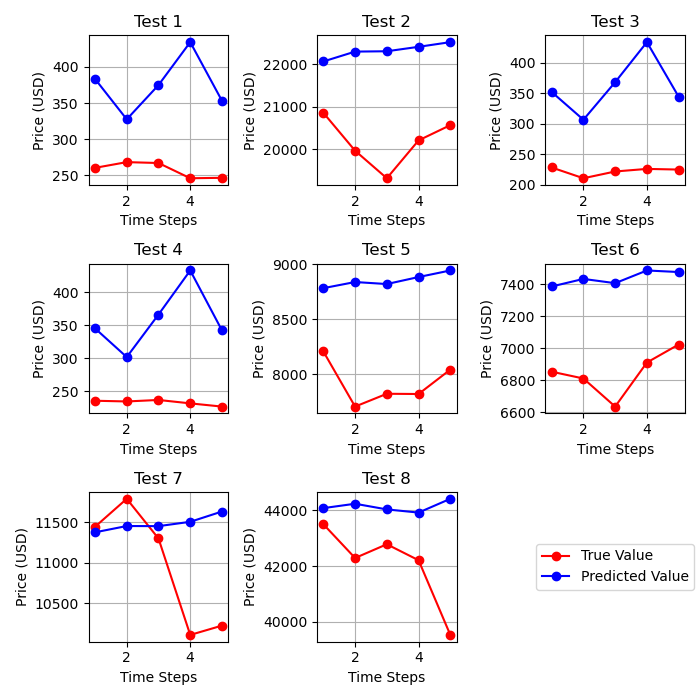 Test 1
Price (USD)
400
350
300
250
2 4
Time Steps
Test 2
Price (USD)
22000
21000
20000
2 4
Time Steps
Test 3
Price (USD)
400
350
300
250
200
2 4
Time Steps
Test 4
Price (USD)
400
350
300
250
2 4
Time Steps
Test 5
Price (USD)
9000
8500
8000
2 4
Time Steps
Test 6
Price (USD)
7400
7200
7000
6800
6600
2 4
Time Steps
Test 7
Price (USD)
11500
11000
10500
2 4
Time Steps
Test 8
Price (USD)
44000
42000
40000
2 4
Time Steps
True Value
Predicted Value